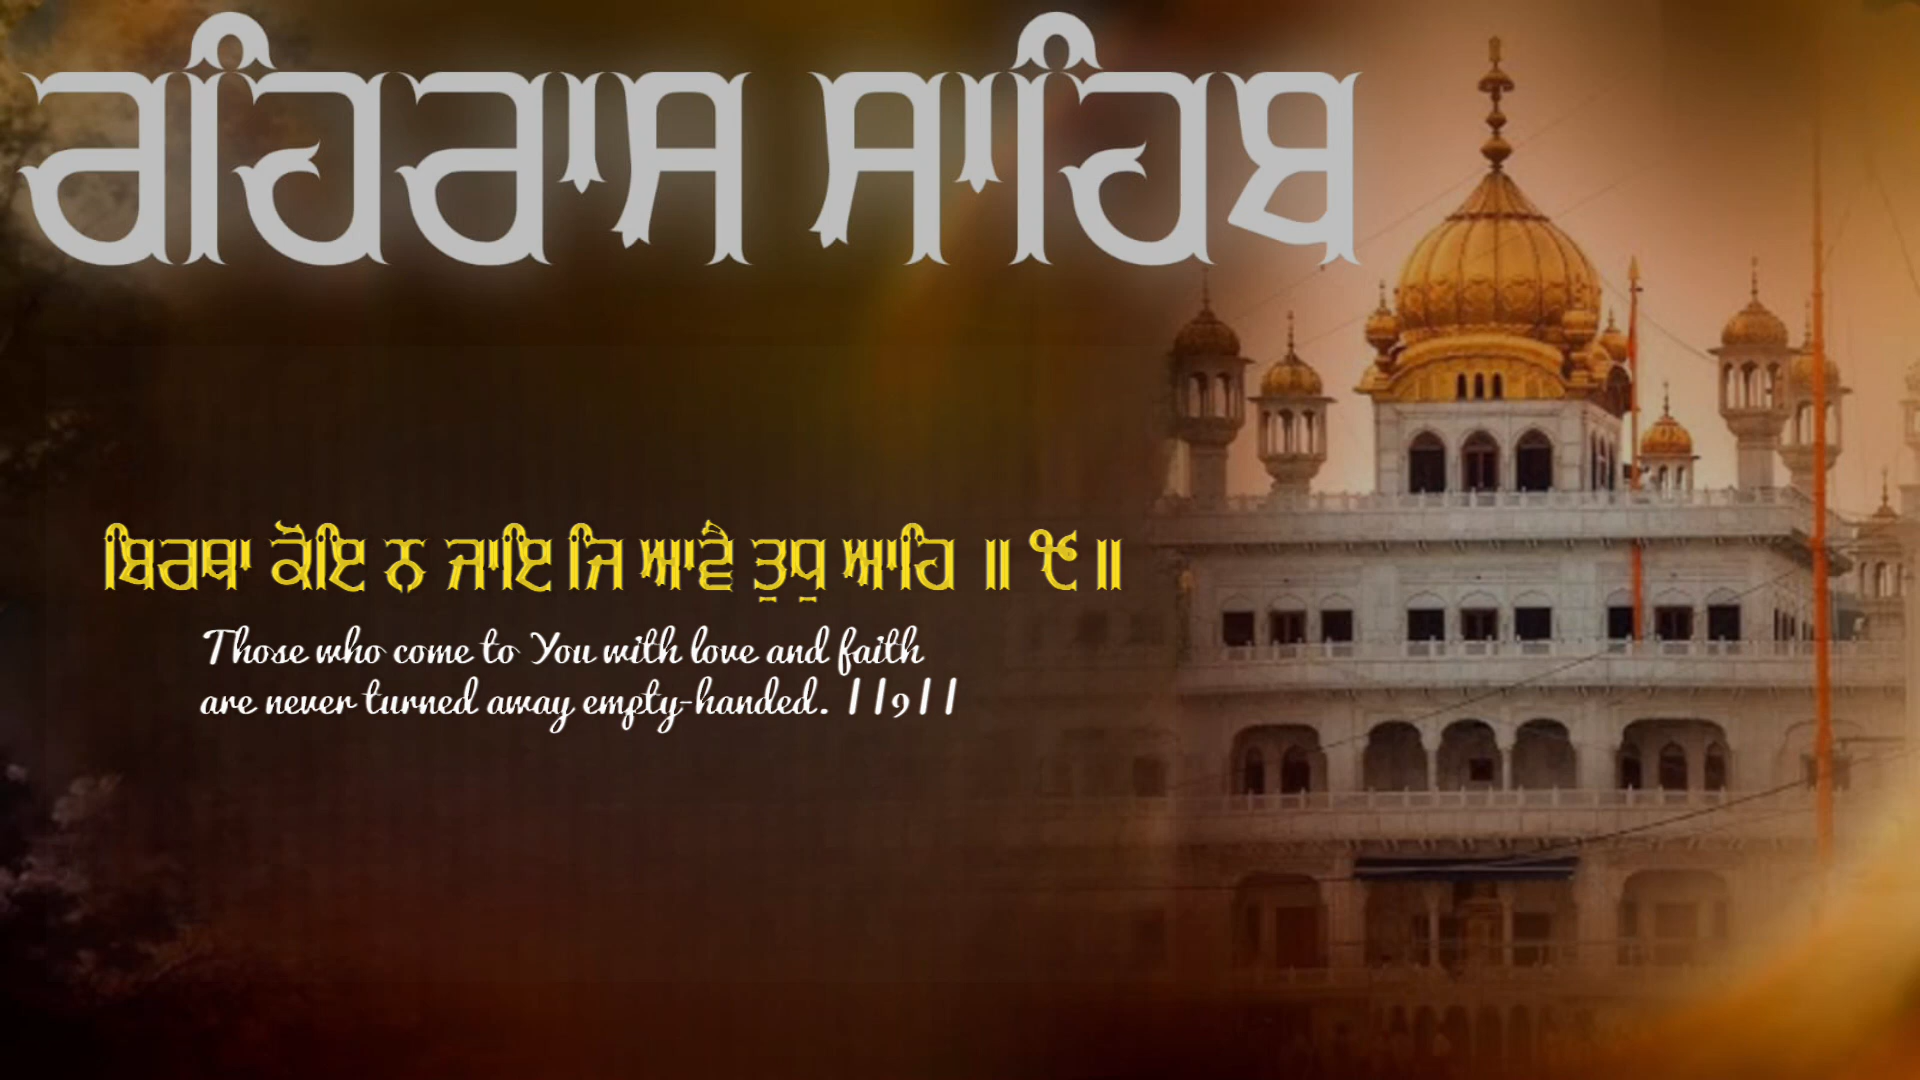 ਰਹਿਰਾਸ ਸਾਹਿਬ
ਬਿਰਥਾ ਕੋਇ ਨ ਜਾਇ ਜਿ ਆਵੈ ਤੁਧੁ ਆਹਿ ॥੯॥
Those who come to You with love and faith
are never turned away empty-handed. ||9||